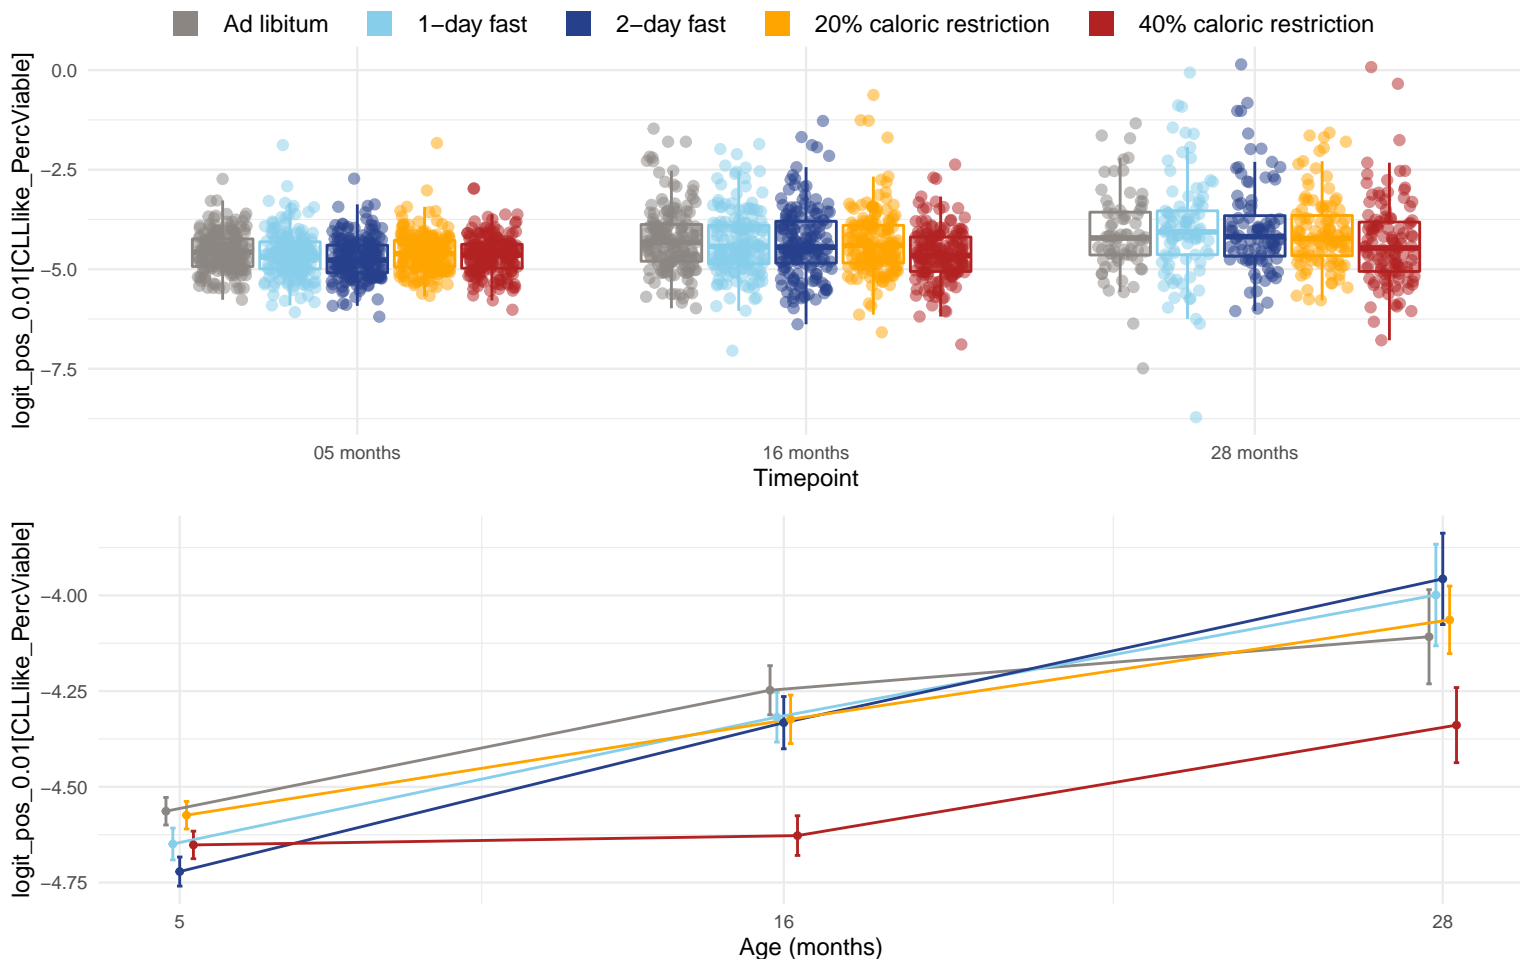 Ad libitum 1−day fast 2−day fast 20% caloric restriction 40% caloric restriction
logit_pos_0.01[CLLlike_PercViable]
0.0
−2.5
−5.0
−7.5
05 months 16 months 28 months
Timepoint
logit_pos_0.01[CLLlike_PercViable]
−4.00
−4.25
−4.50
−4.75
5 16 28
Age (months)